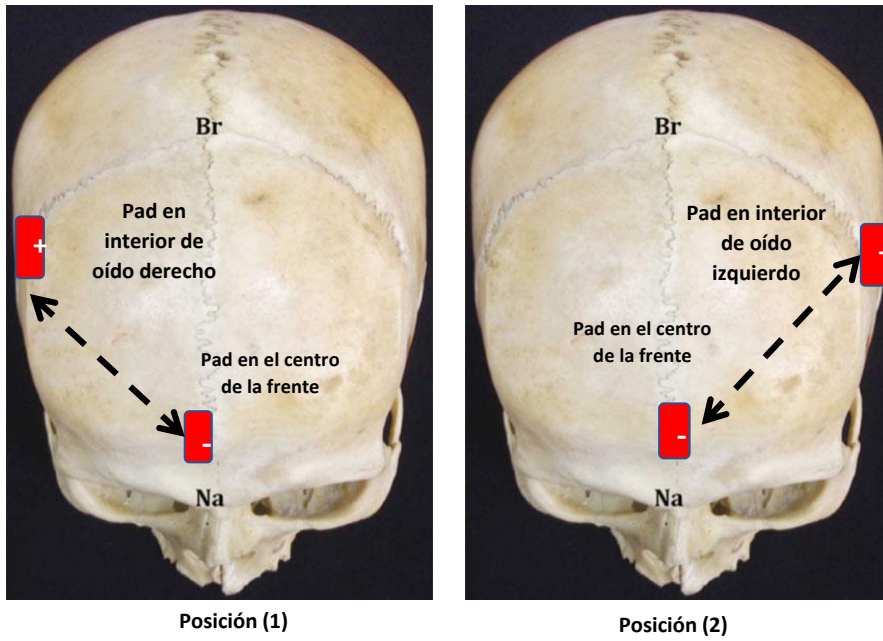 Br
Pad en
interior de
oído derecho
+
Pad en el centro
de la frente
-
Na
Posición (1)
Br
Pad en interior
de oído
izquierdo
Pad en el centro
de la frente
-
Na
Posición (2)